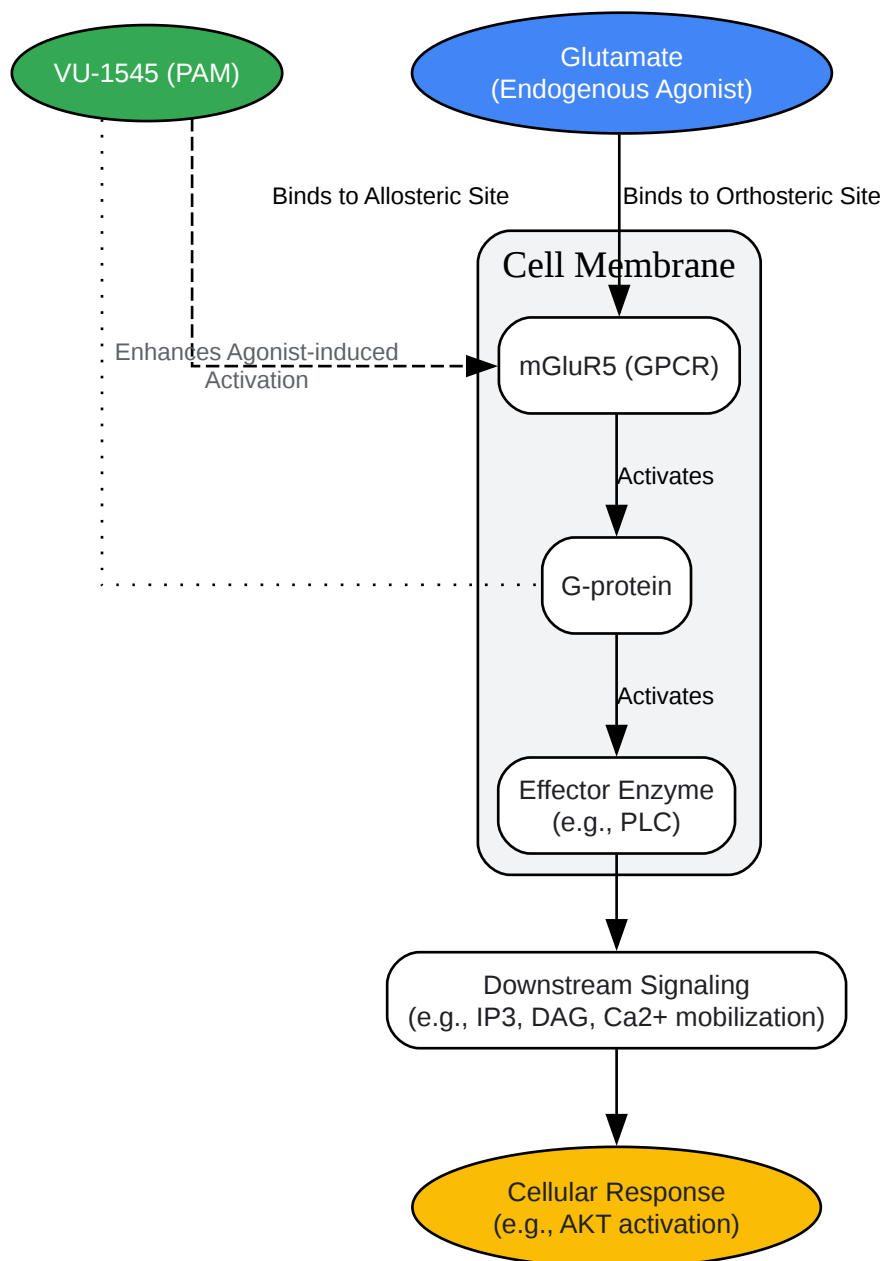 VU-1545 (PAM)
Glutamate
(Endogenous Agonist)
Binds to Allosteric Site
Binds to Orthosteric Site
Cell Membrane
mGluR5 (GPCR)
Enhances Agonist-induced
Activation
Activates
G-protein
Activates
Effector Enzyme
(e.g., PLC)
Downstream Signaling
(e.g., IP3, DAG, Ca2+ mobilization)
Cellular Response
(e.g., AKT activation)